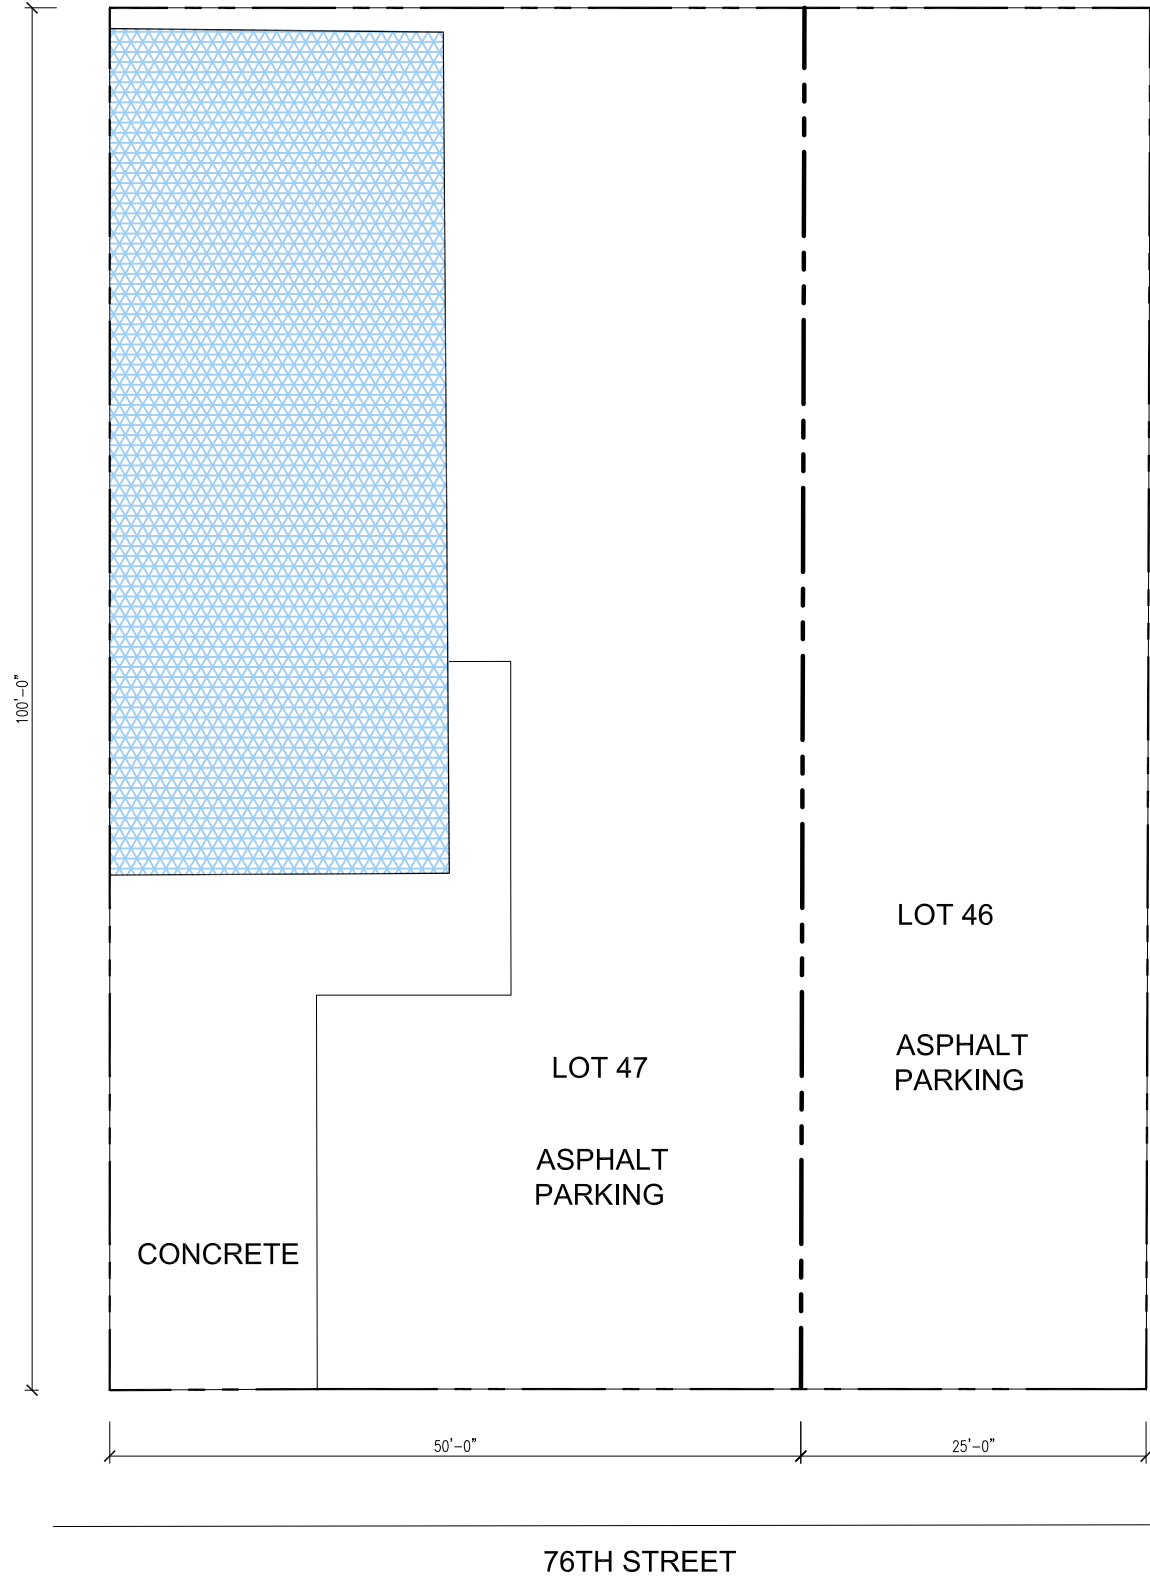 100'-0"
LOT 46
ASPHALT
PARKING
LOT 47
ASPHALT
PARKING
CONCRETE
50'-0"
25'-0"
76TH STREET